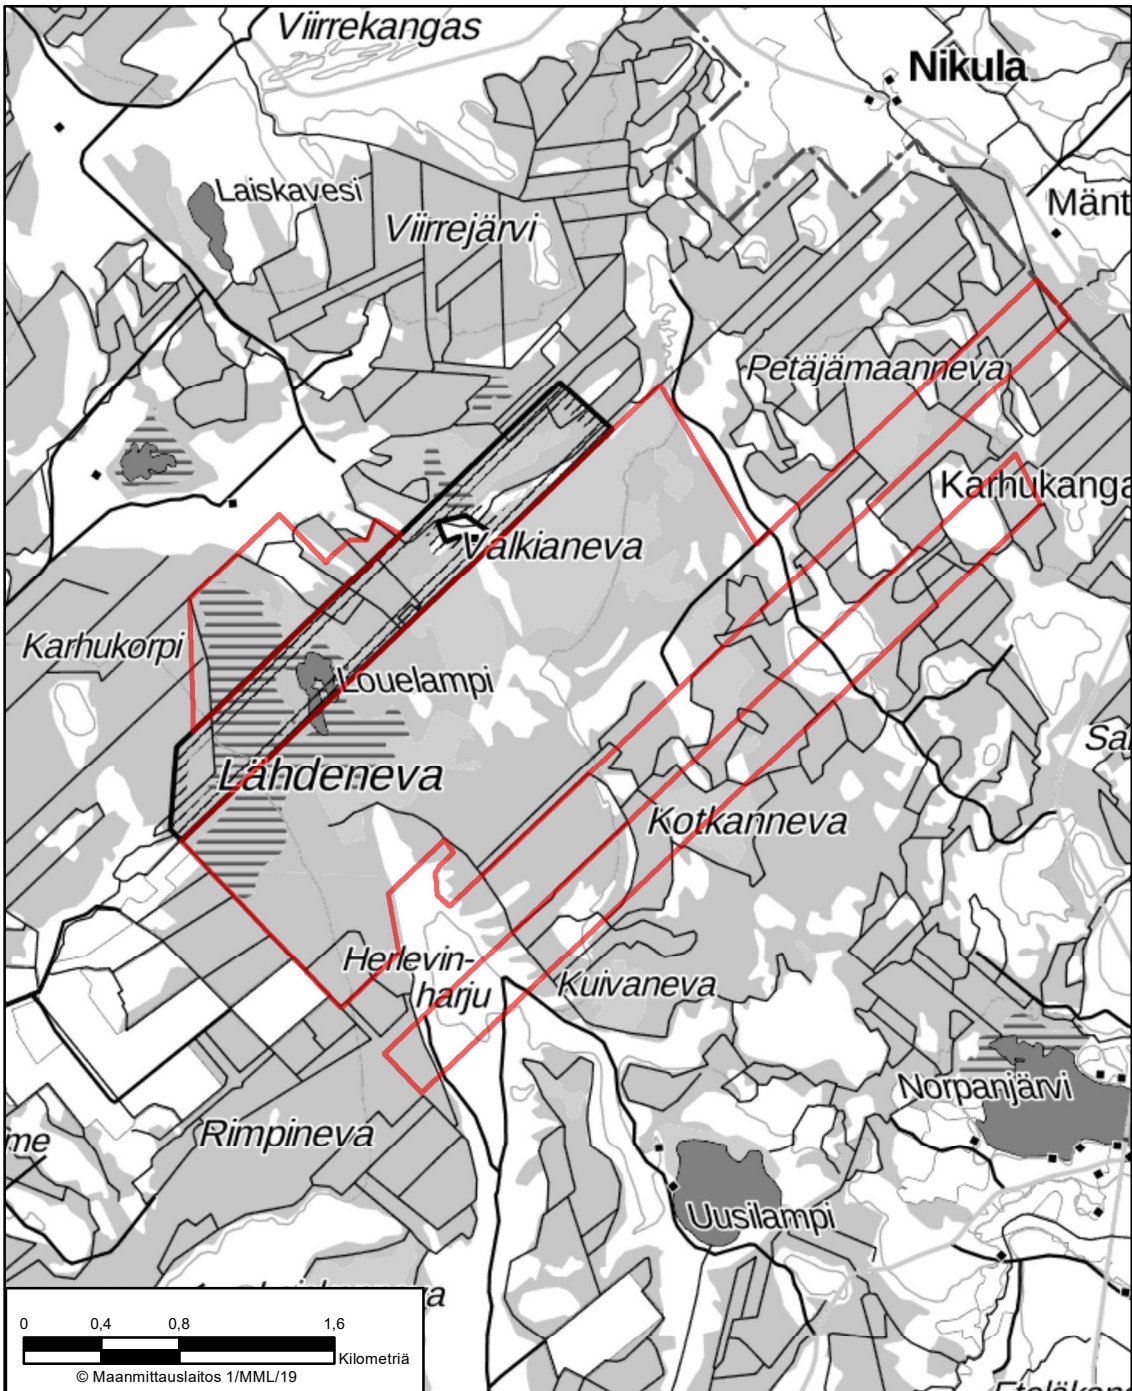 Viirrekangas
Nikula
Laiskavesi
Mänt
Viirrejärvi
Petäjämaanneva
Karhukanga
Valkianeva
Karhukorpi
Louelampi
Sal
Lähdeneva
Kotkanneva
Herlevin-
harju
Kuivaneva
Norpanjärvi
Rimpineva
me
Uusilampi
0 0,4 0,8 1,6
Kilometriä
© Maanmittauslaitos 1/MML/19